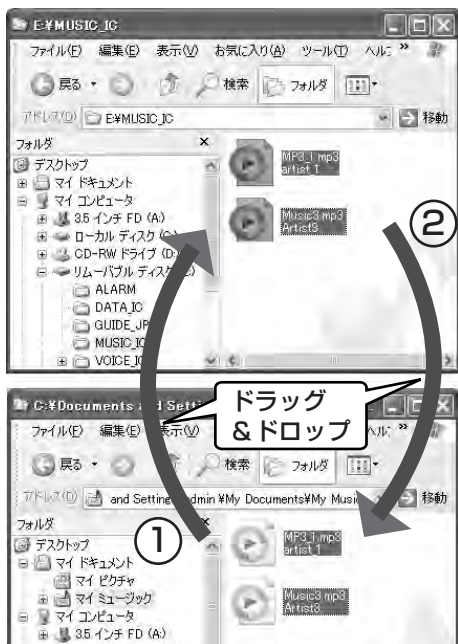 E:¥MUSIC_IC
ファイル(F) 編集(E) 表示(V) お気に入り(A) ツール(T) ヘル »
戻る 検索 フォルダ
アドレス(D) E:¥MUSIC_IC 移動
フォルダ ×
デスクトップ
マイ ドキュメント
マイ コンピュータ
3.5 インチ FD (A:)
ローカル ディスク
CD-RW ドライブ (D:)
リムーバブル ディスク
ALARM
DATA_IC
GUIDE_JP
MUSIC_IC
VOICE_IC
MP3_1.mp3
artist_1
Music3.mp3
Artist3
②
ドラッグ
&ドロップ
C:¥Documents and Setti
ファイル(F) 編集(E) 表示(V) ヘル »
戻る 検索 フォルダ
アドレス(D) and Setting dmin ¥My Documents¥My Musi 移動
フォルダ ×
①
デスクトップ
マイ ドキュメント
マイ ピクチャ
マイ ミュージック
マイ コンピュータ
3.5 インチ FD (A:)
MP3_1.mp3
artist_1
Music3.mp3
Artist3